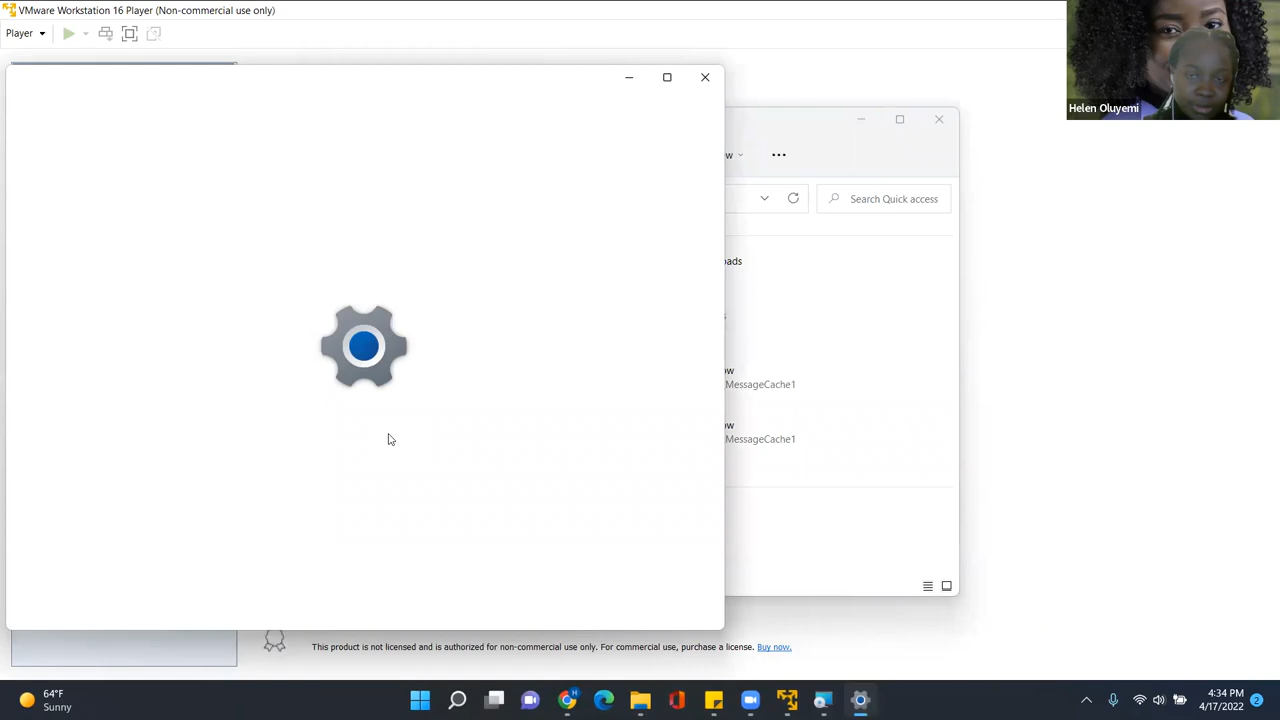 VMware Workstation 16 Player (Non-commercial use only)
Player
Helen Oluyemi
w
Search Quick access
oads
s
ow
MessageCache1
ow
MessageCache1
This product is not licensed and is authorized for non-commercial use only. For commercial use, purchase a license. Buy now.
64°F
Sunny
H
4:34 PM
4/17/2022
2